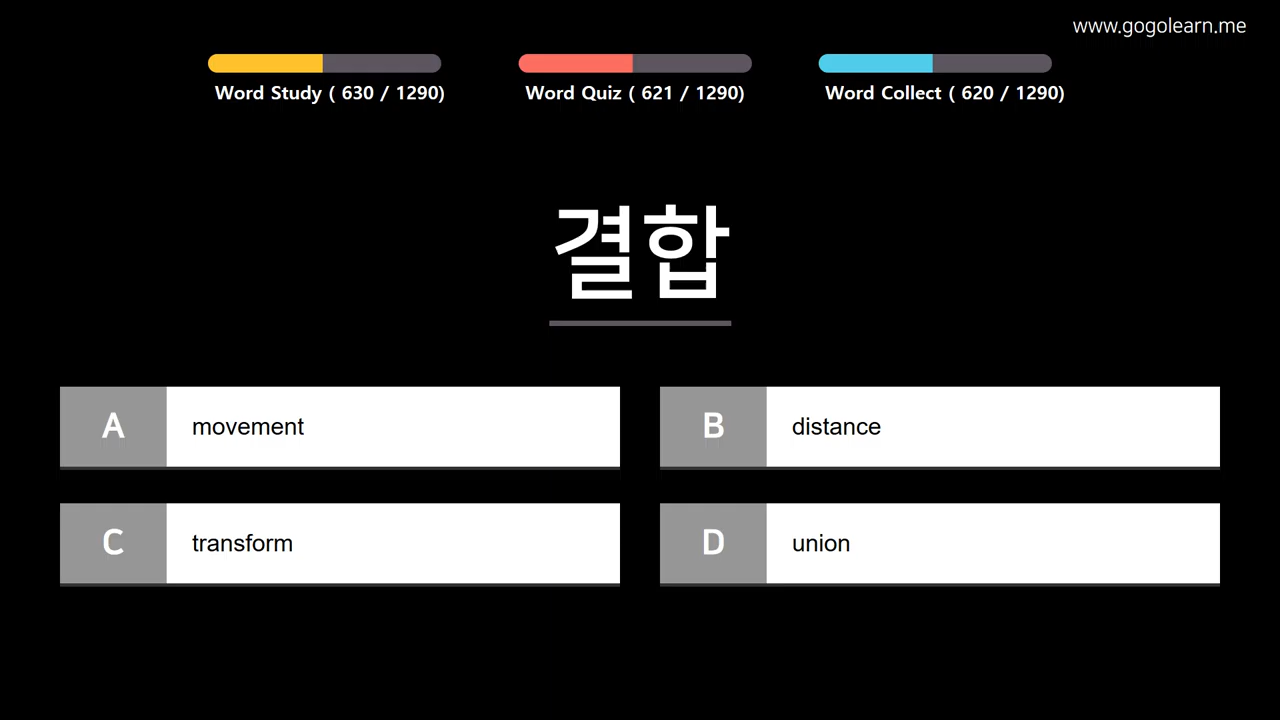 www.gogolearn.me
Word Study ( 630 / 1290)
Word Quiz ( 621 / 1290)
Word Collect ( 620 / 1290)
결합
A movement
B distance
C transform
D union